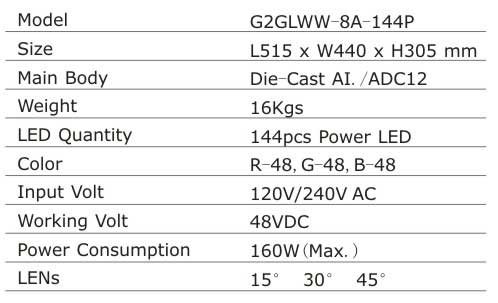 Model G2GLWW-8A-144P
Size L515 x W440 x H305 mm
Main Body Die-Cast AI./ADC12
Weight 16Kgs
LED Quantity 144pcs Power LED
Color R-48, G-48, B-48
Input Volt 120V/240V AC
Working Volt 48VDC
Power Consumption 160W(Max.)
LENs 15° 30° 45°